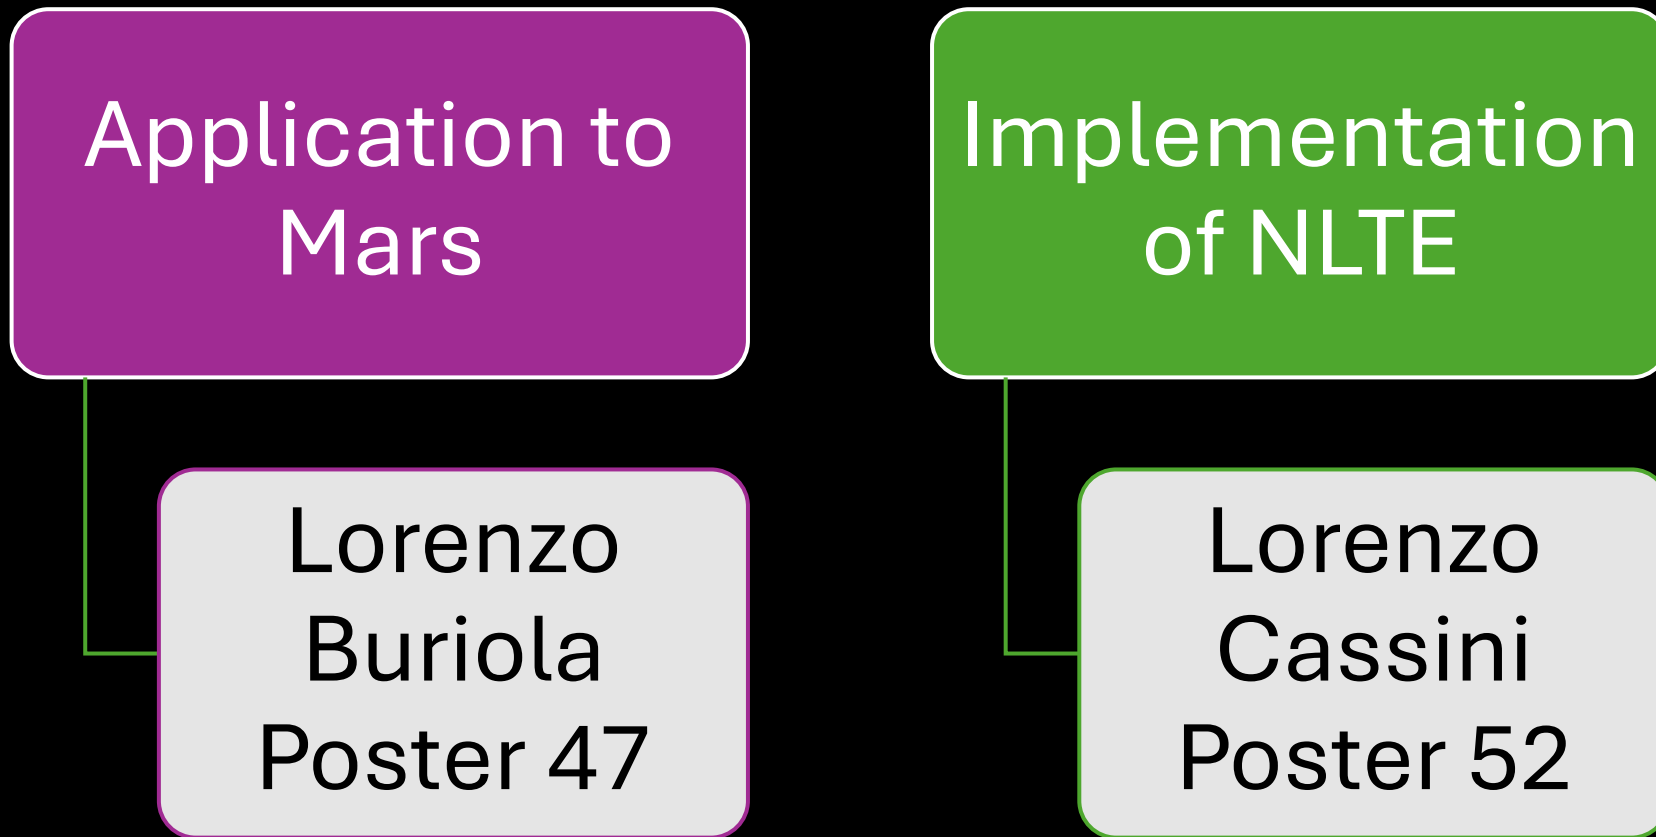 Application to
Mars
Lorenzo
Buriola
Poster 47
Implementation
of NLTE
Lorenzo
Cassini
Poster 52